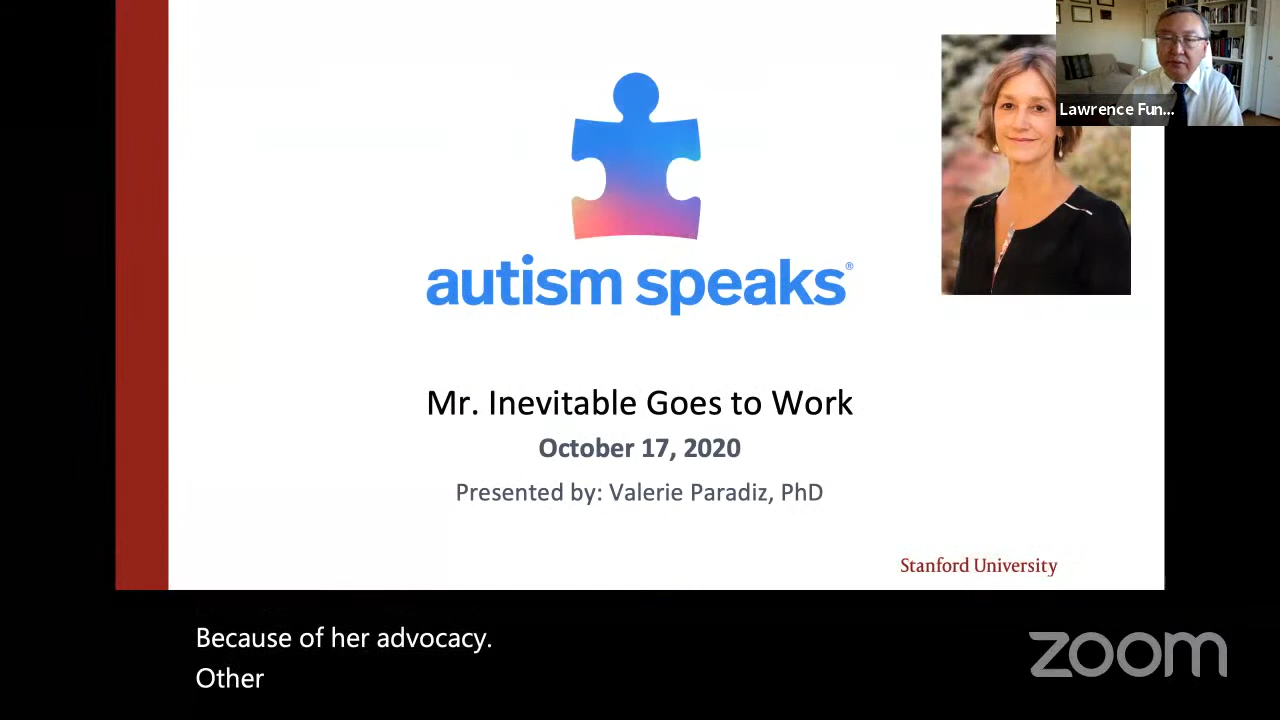 Lawrence Fun...
autism speaks®
Mr. Inevitable Goes to Work
October 17, 2020
Presented by: Valerie Paradiz, PhD
Stanford University
Because of her advocacy.
Other
zoom